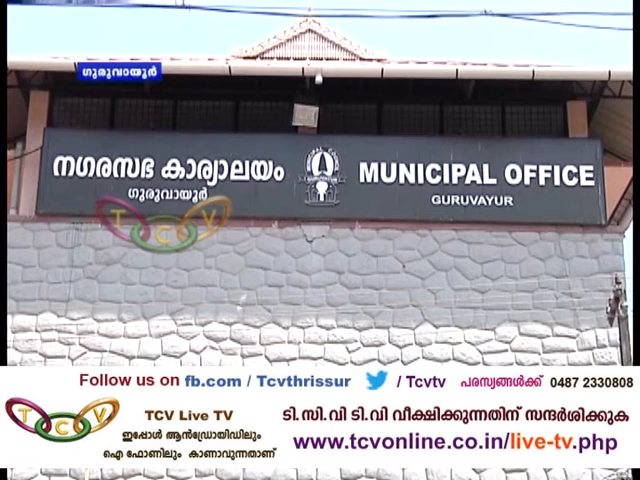 ഗുരുവായൂർ
നഗരസഭ കാര്യാലയം
ഗുരുവായൂർ
MUNICIPAL OFFICE
GURUVAYUR
TCV
Follow us on fb.com / Tcvthrissur / Tcvtv പരസ്യങ്ങൾക്ക് 0487 2330808
TCV
TCV Live TV
ഇപ്പോൾ ആൻഡ്രോയിഡിലും
ഐ ഫോണിലും കാണാവുന്നതാണ്
ടി. സി. വി ടി. വി വീക്ഷിക്കുന്നതിന് സന്ദർശിക്കുക
www.tcvonline.co.in/live-tv.php